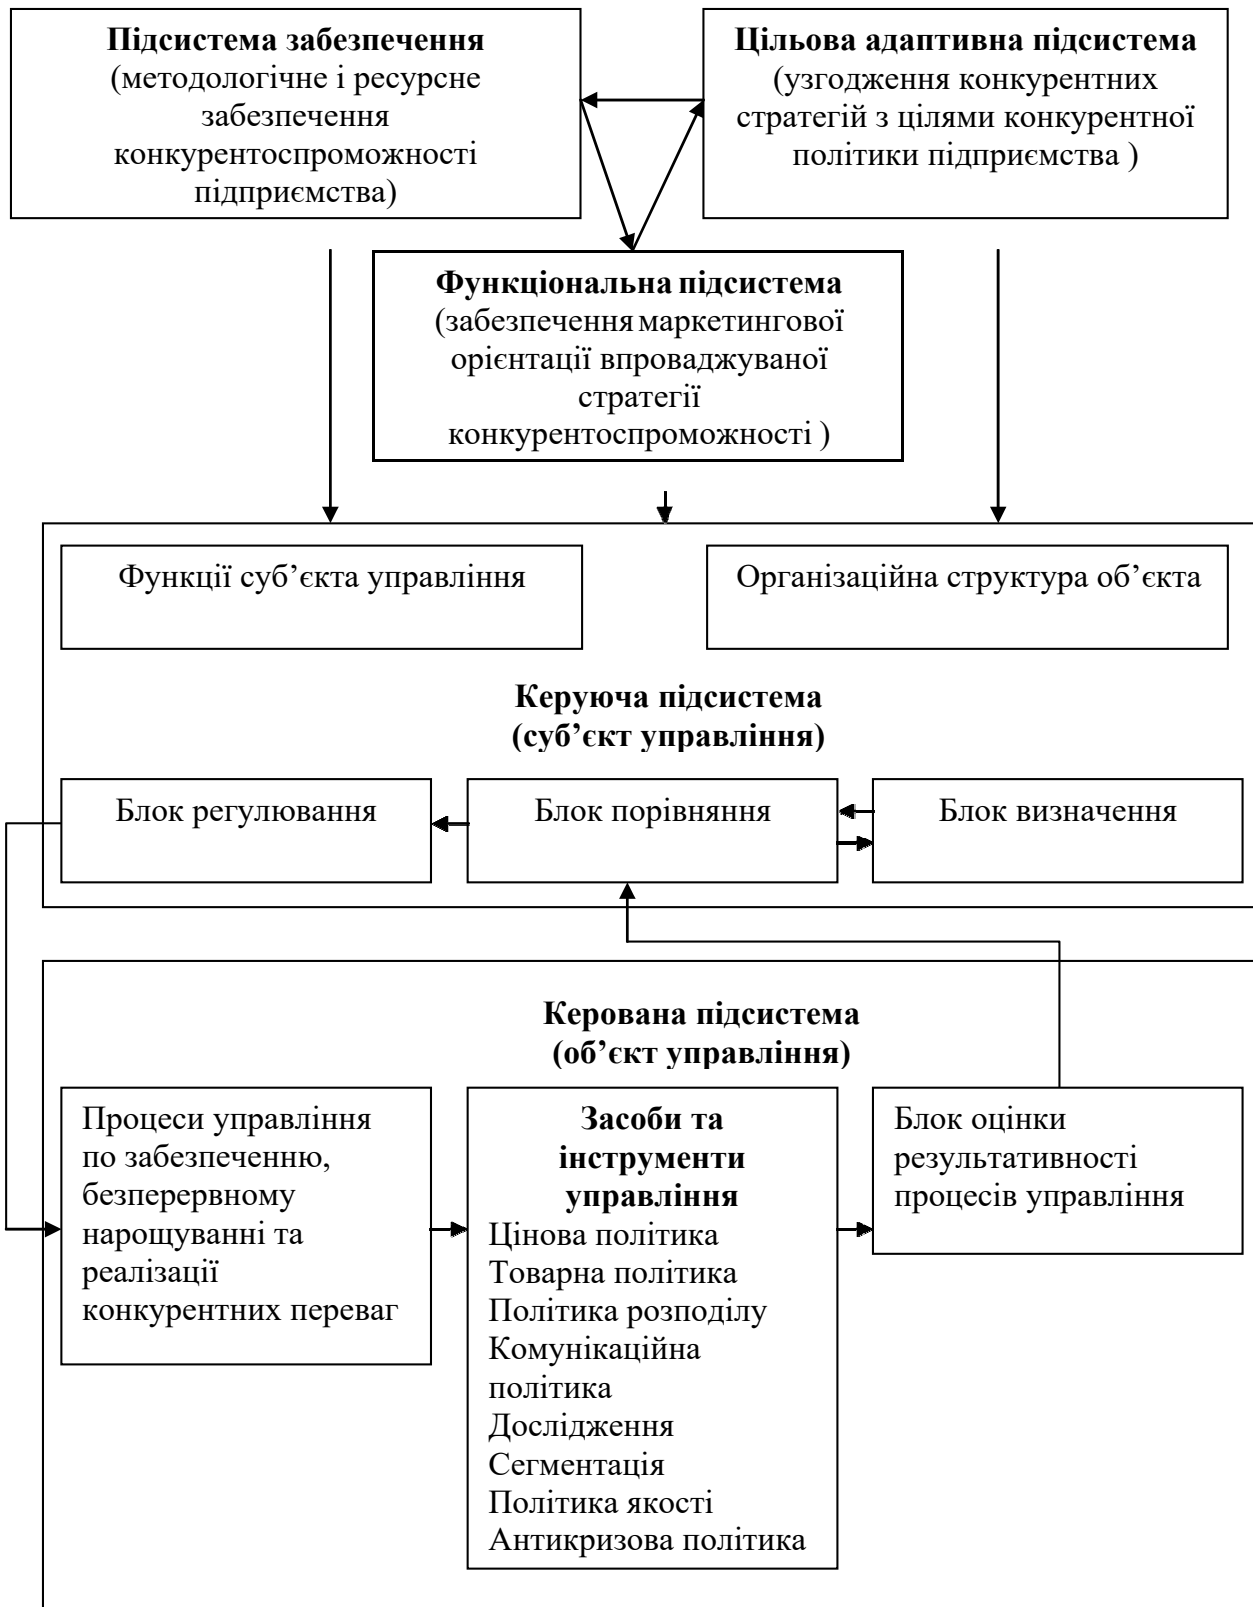 Підсистема забезпечення
(методологічне і ресурсне
забезпечення
конкурентоспроможності
підприємства)
Цільова адаптивна підсистема
(узгодження конкурентних
стратегій з цілями конкурентної
політики підприємства )
Функціональна підсистема
(забезпечення маркетингової
орієнтації впроваджуваної
стратегії
конкурентоспроможності )
Функції суб’єкта управління
Організаційна структура об’єкта
Керуюча підсистема
(суб’єкт управління)
Блок регулювання
Блок порівняння
Блок визначення
Керована підсистема
(об’єкт управління)
Процеси управління
по забезпеченню,
безперервному
нарощуванні та
реалізації
конкурентних переваг
Засоби та
інструменти
управління
Цінова політика
Товарна політика
Політика розподілу
Комунікаційна
політика
Дослідження
Сегментація
Політика якості
Антикризова політика
Блок оцінки
результативності
процесів управління